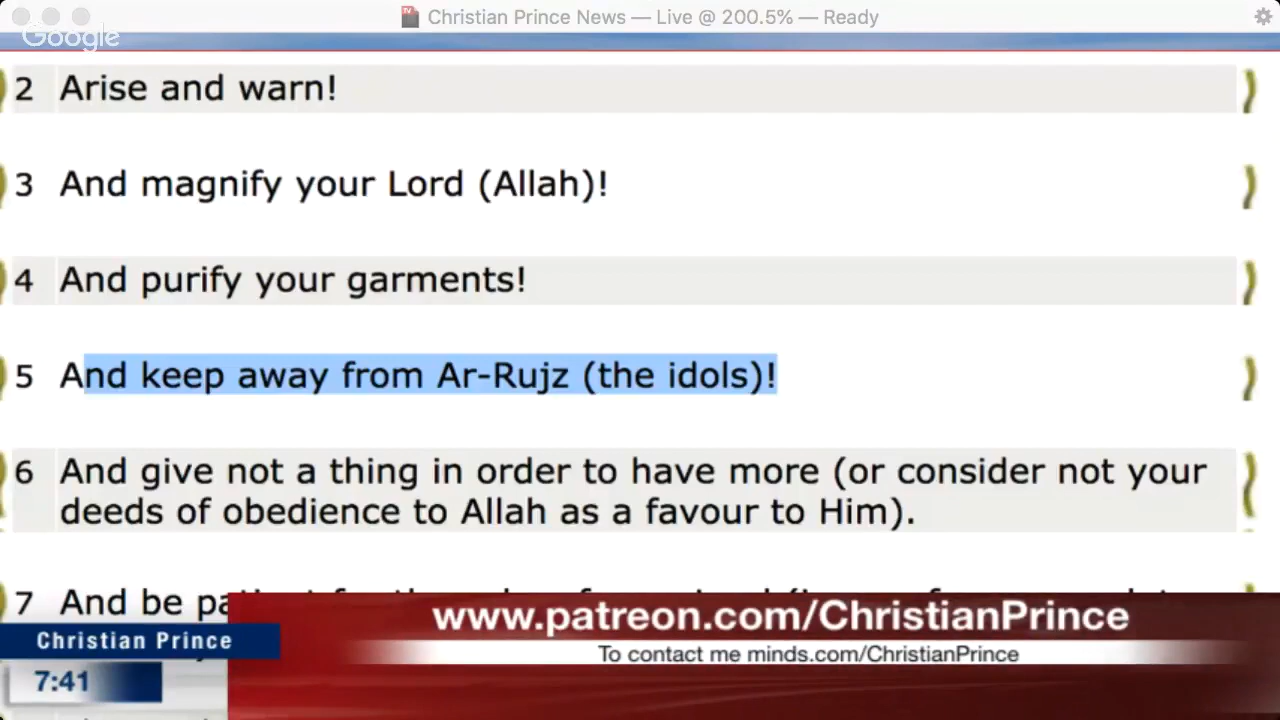 Christian Prince News — Live @ 200.5% — Ready
Google
2 Arise and warn!
3 And magnify your Lord (Allah)!
4 And purify your garments!
5 And keep away from Ar-Rujz (the idols)!
6 And give not a thing in order to have more (or consider not your
deeds of obedience to Allah as a favour to Him).
7 And be
www.patreon.com/ChristianPrince
Christian Prince
To contact me minds.com/ChristianPrince
7:41